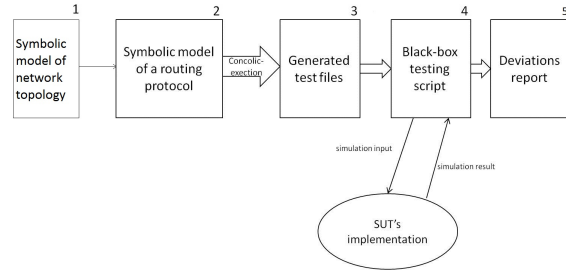 1
2
3
4
5
Symbolic
model of
network
topology
Symbolic model
of a routing
protocol
Concolic-
exection
Generated
test files
Black-box
testing
script
Deviations
report
simulation input
simulation result
SUT's
implementation